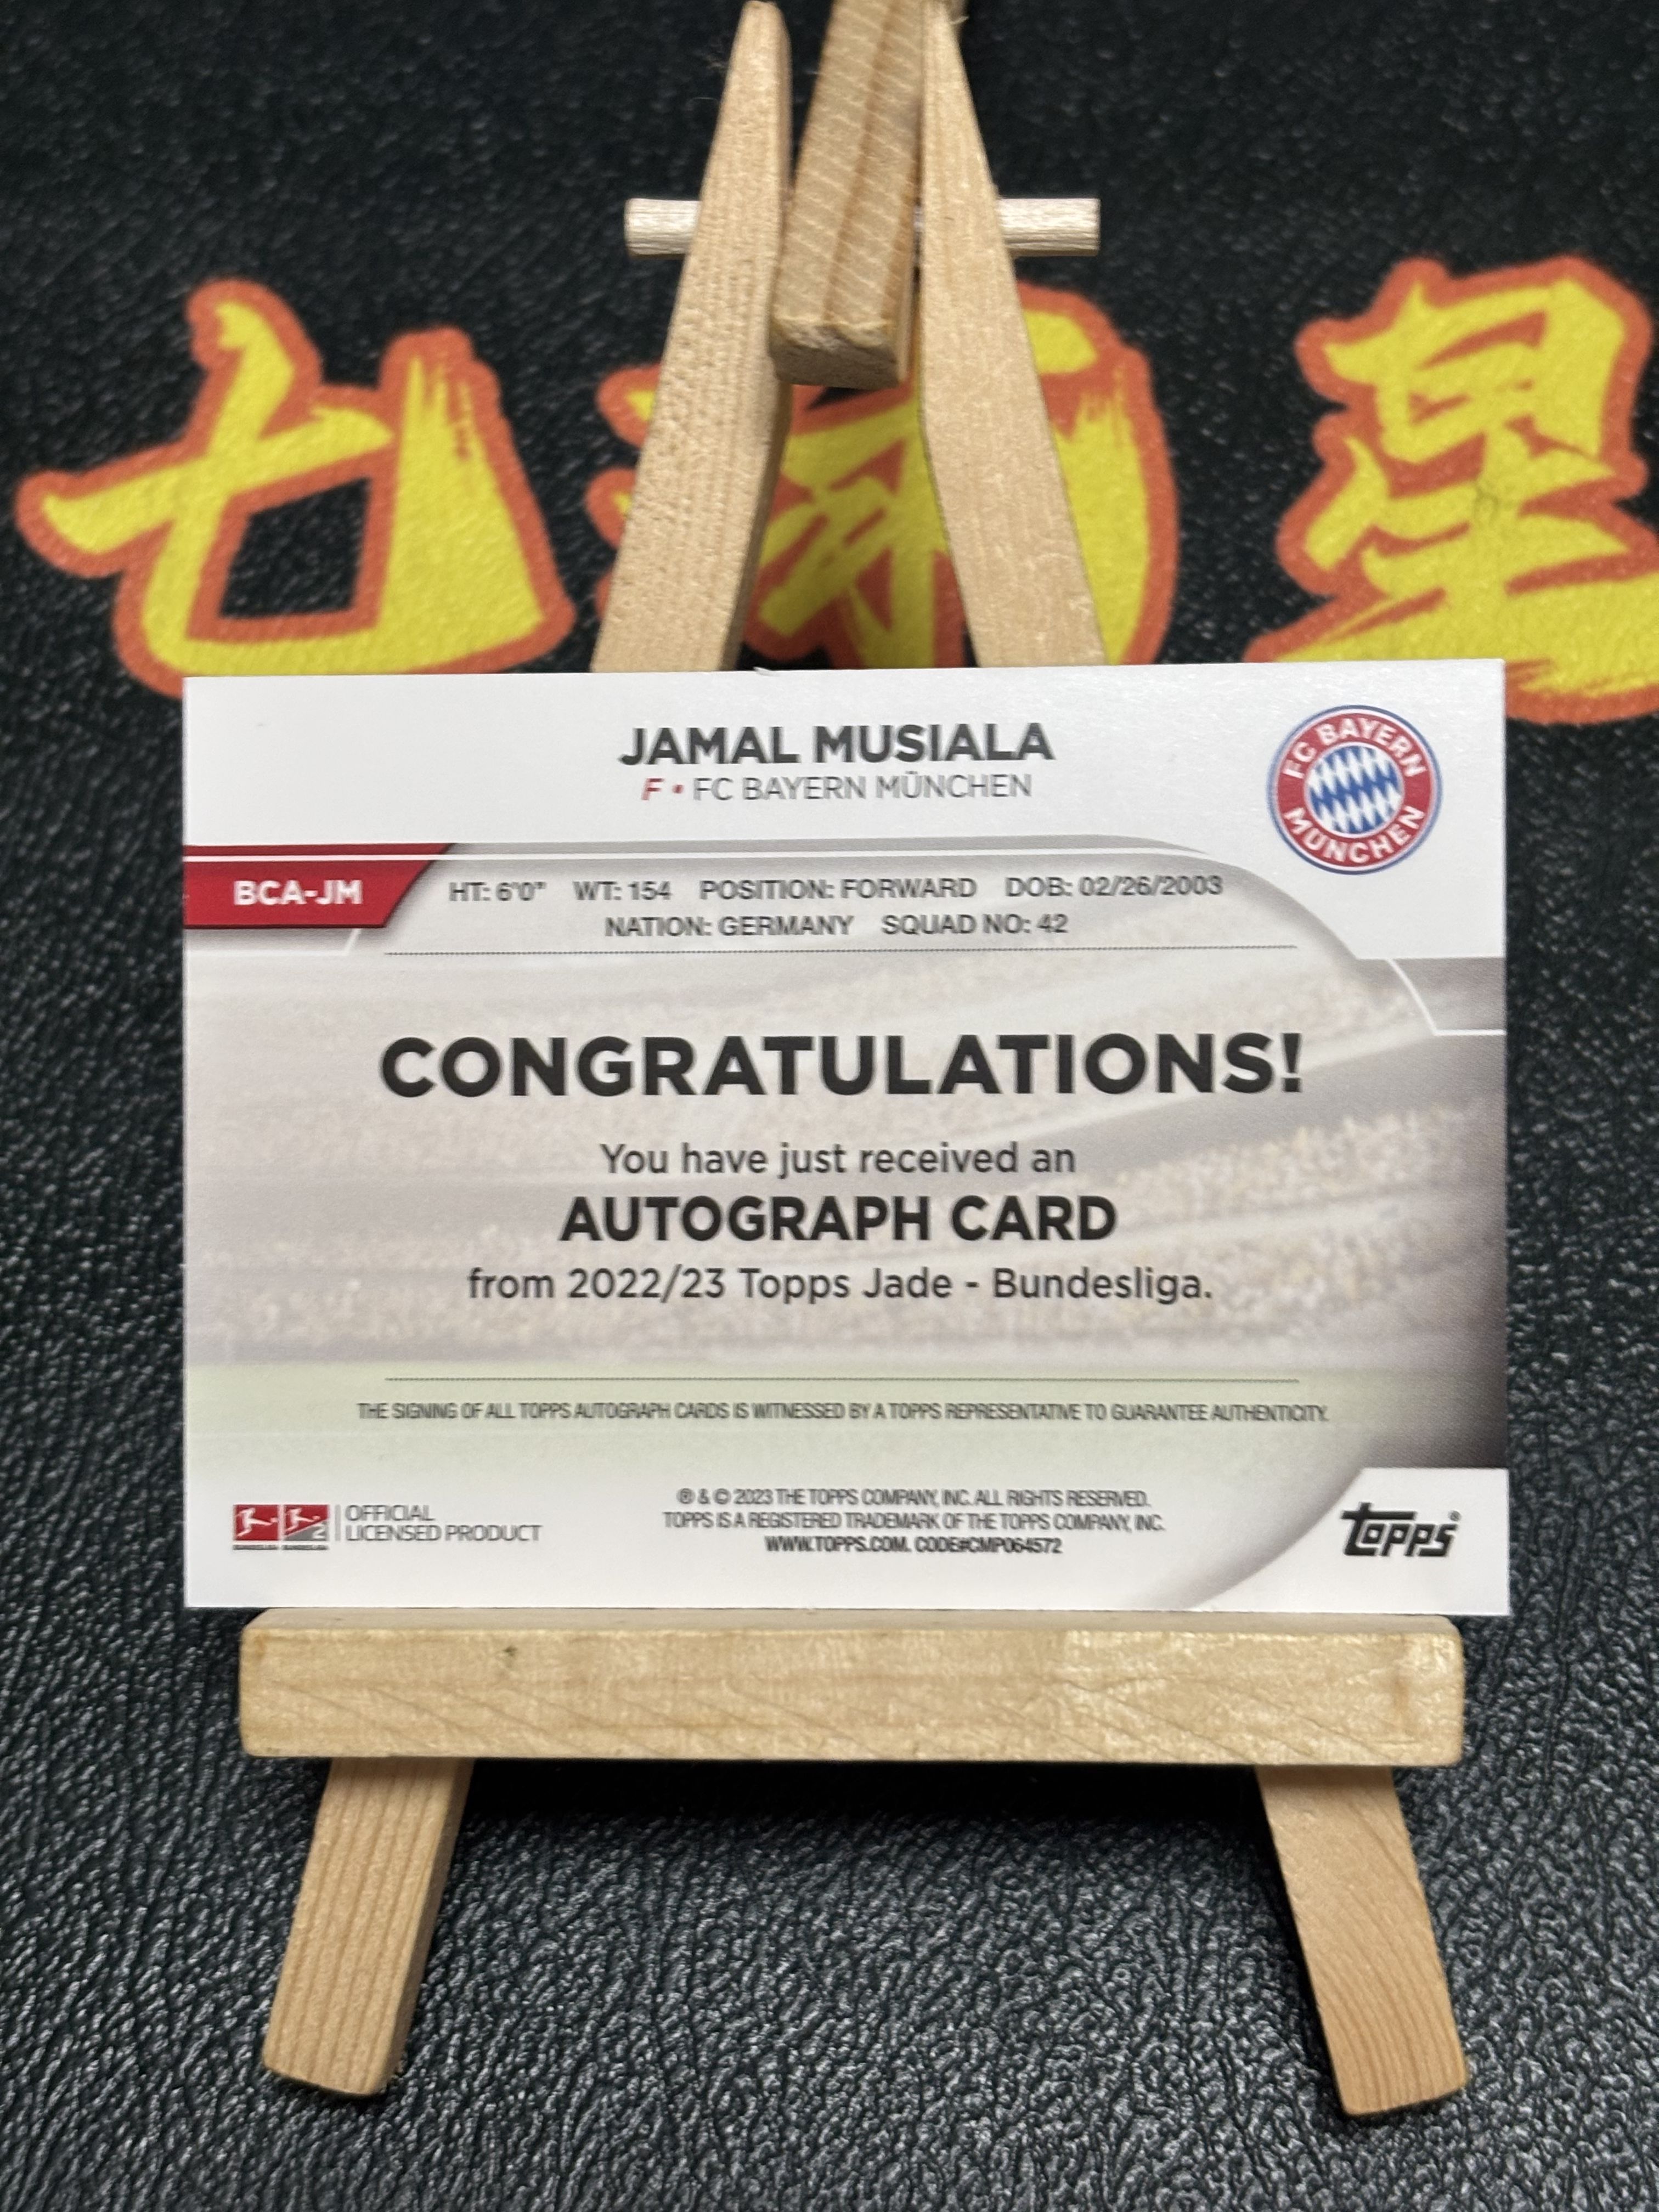 星
JAMAL MUSIALA
F • FC BAYERN MÜNCHEN
FC BAYERN
MÜNCHEN
BCA-JM
HT: 6'0" WT: 154 POSITION: FORWARD DOB: 02/26/2003
NATION: GERMANY SQUAD NO: 42
CONGRATULATIONS!
You have just received an
AUTOGRAPH CARD
from 2022/23 Topps Jade - Bundesliga.
THE SIGNING OF ALL TOPPS AUTOGRAPH CARDS IS WITNESSED BY A TOPPS REPRESENTATIVE TO GUARANTEE AUTHENTICITY.
OFFICIAL
LICENSED PRODUCT
® & © 2023 THE TOPPS COMPANY, INC. ALL RIGHTS RESERVED.
TOPPS IS A REGISTERED TRADEMARK OF THE TOPPS COMPANY, INC.
WWW.TOPPS.COM. CODE#CMP064572
topps®